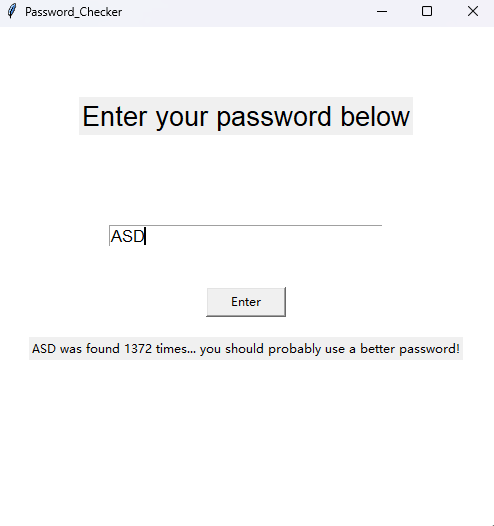 Password_Checker
Enter your password below
ASD
Enter
ASD was found 1372 times... you should probably use a better password!